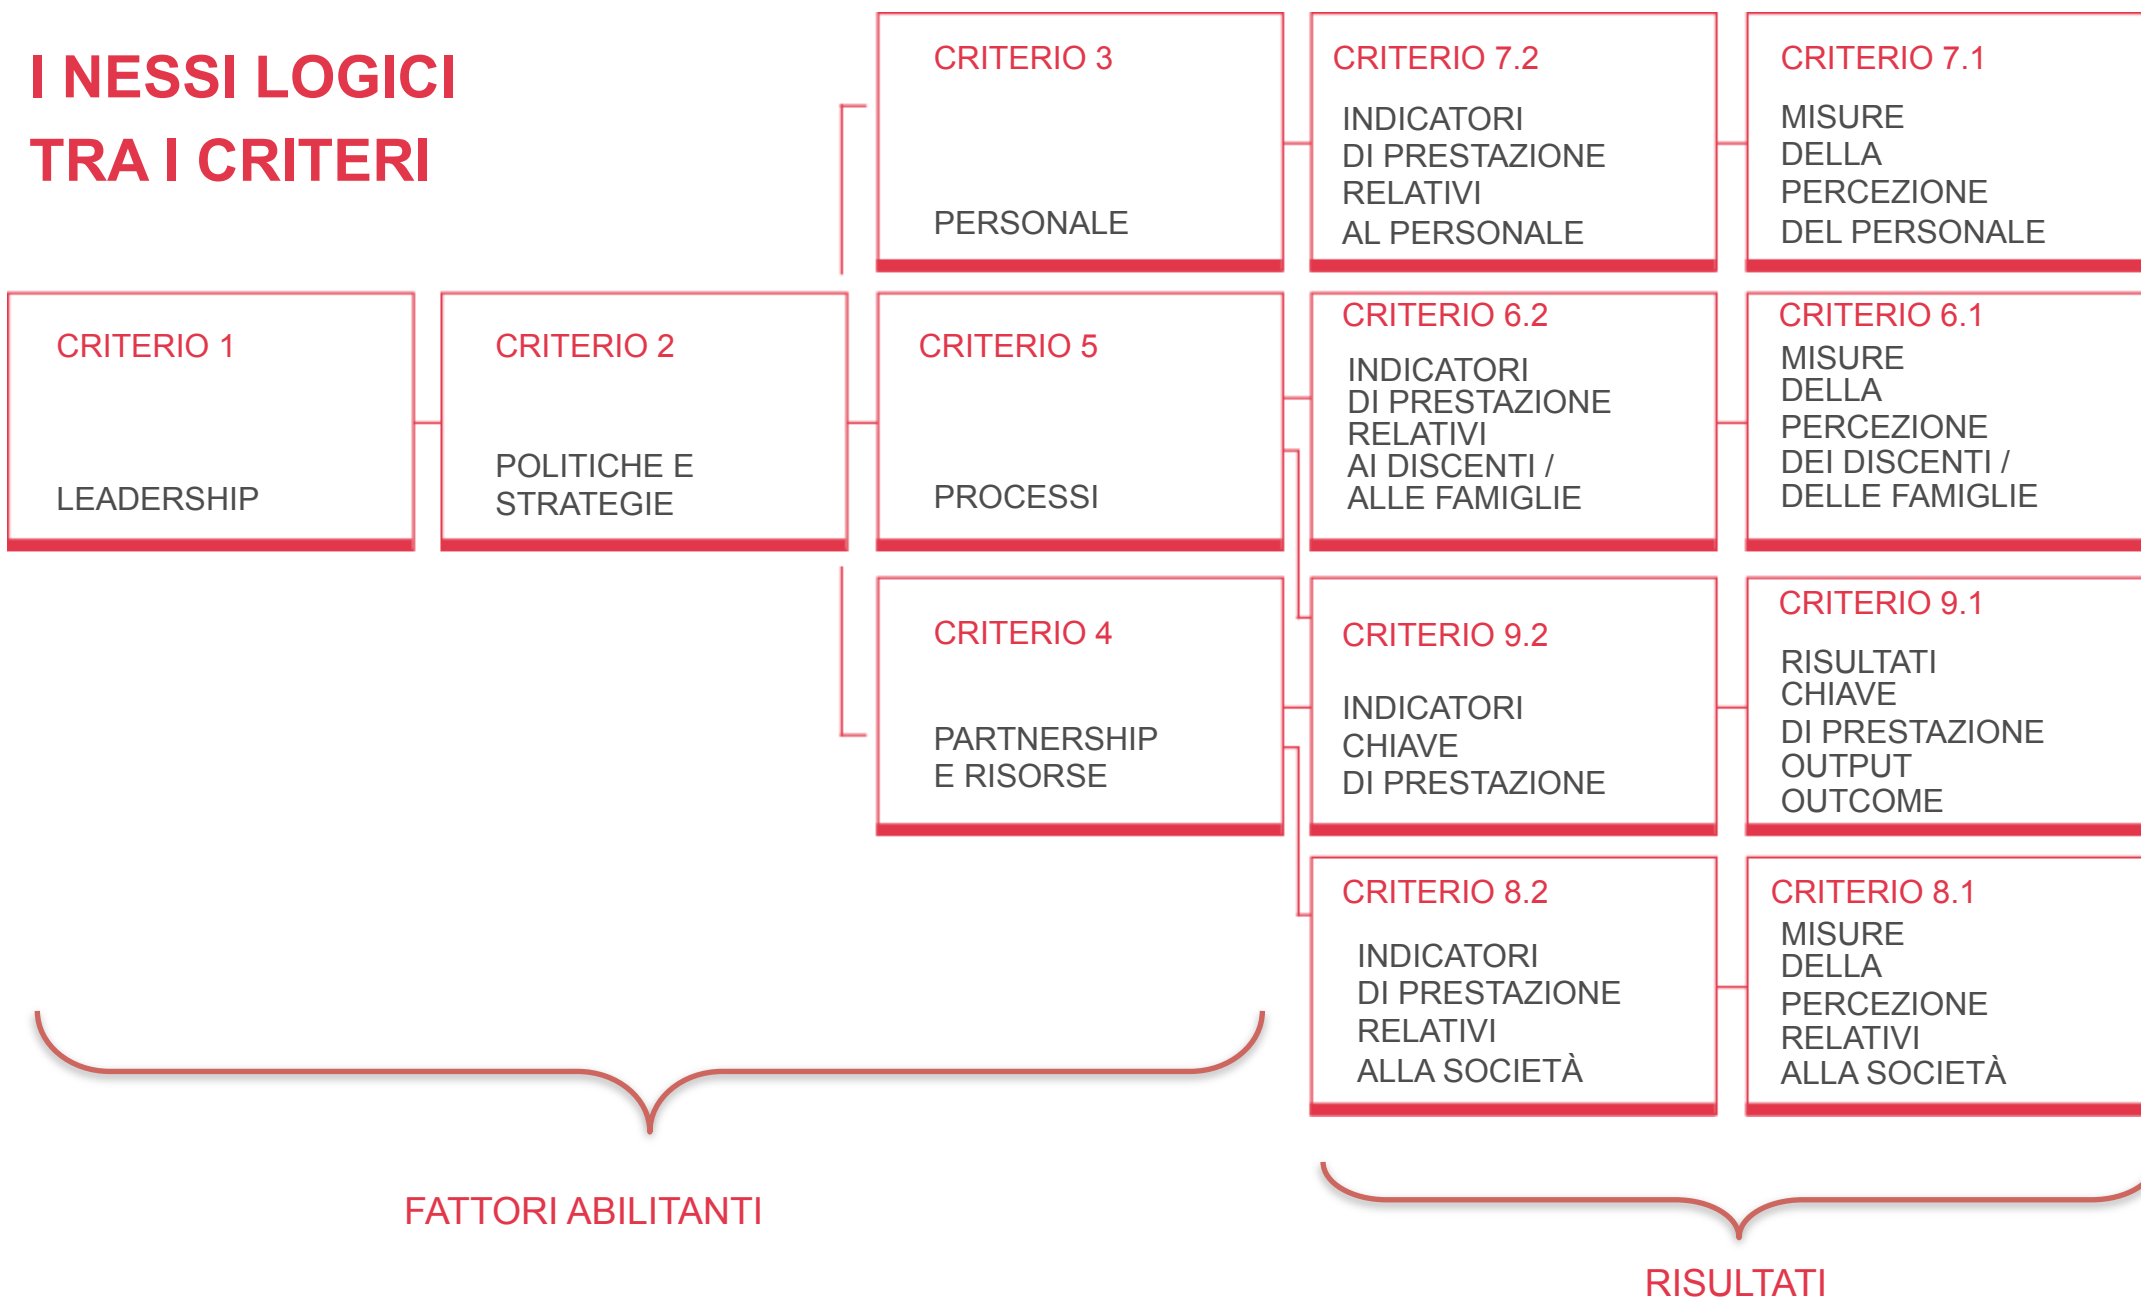 I NESSI LOGICI
TRA I CRITERI
CRITERIO 3
PERSONALE
CRITERIO 7.2
INDICATORI
DI PRESTAZIONE
RELATIVI
AL PERSONALE
CRITERIO 7.1
MISURE
DELLA
PERCEZIONE
DEL PERSONALE
CRITERIO 1
LEADERSHIP
CRITERIO 2
POLITICHE E
STRATEGIE
CRITERIO 5
PROCESSI
CRITERIO 6.2
INDICATORI
DI PRESTAZIONE
RELATIVI
AI DISCENTI /
ALLE FAMIGLIE
CRITERIO 6.1
MISURE
DELLA
PERCEZIONE
DEI DISCENTI /
DELLE FAMIGLIE
CRITERIO 4
PARTNERSHIP
E RISORSE
CRITERIO 9.2
INDICATORI
CHIAVE
DI PRESTAZIONE
CRITERIO 9.1
RISULTATI
CHIAVE
DI PRESTAZIONE
OUTPUT
OUTCOME
CRITERIO 8.2
INDICATORI
DI PRESTAZIONE
RELATIVI
ALLA SOCIETÀ
CRITERIO 8.1
MISURE
DELLA
PERCEZIONE
RELATIVI
ALLA SOCIETÀ
FATTORI ABILITANTI
RISULTATI